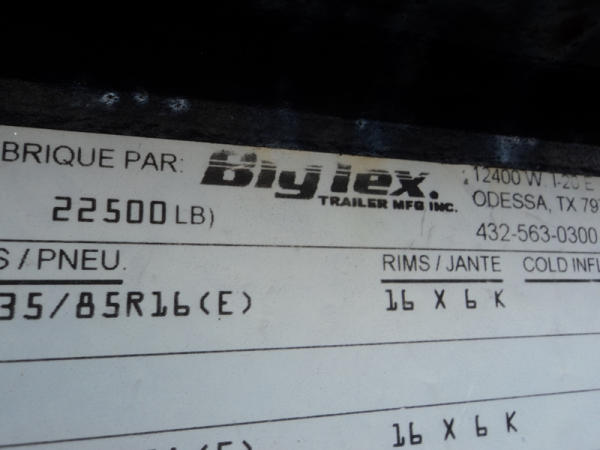 BRIQUE PAR: Big Tex. 12400 W. I-20 E
TRAILER MFG INC. ODESSA, TX 797
22500 LB) 432-563-0300
S / PNEU. RIMS / JANTE COLD INFL
35/85R16(E) 16 X 6 K
16 X 6 K